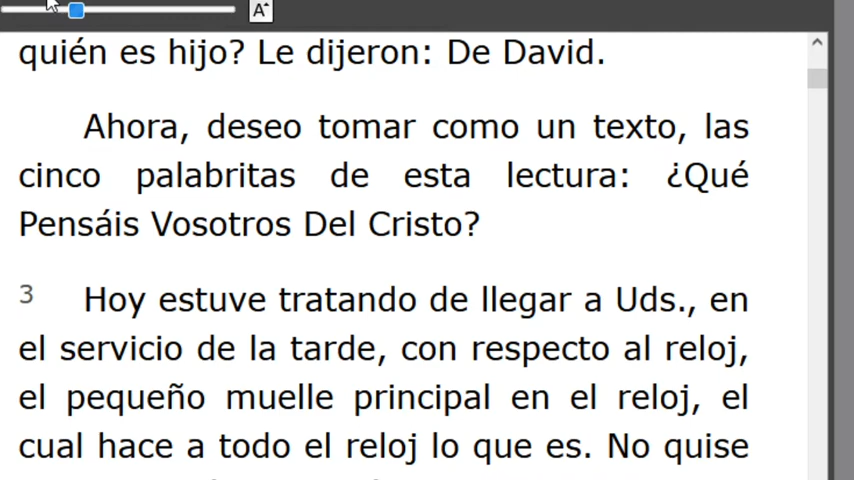 A
quién es hijo? Le dijeron: De David.
Ahora, deseo tomar como un texto, las
cinco palabritas de esta lectura: ¿Qué
Pensáis Vosotros Del Cristo?
3 Hoy estuve tratando de llegar a Uds., en
el servicio de la tarde, con respecto al reloj,
el pequeño muelle principal en el reloj, el
cual hace a todo el reloj lo que es. No quise